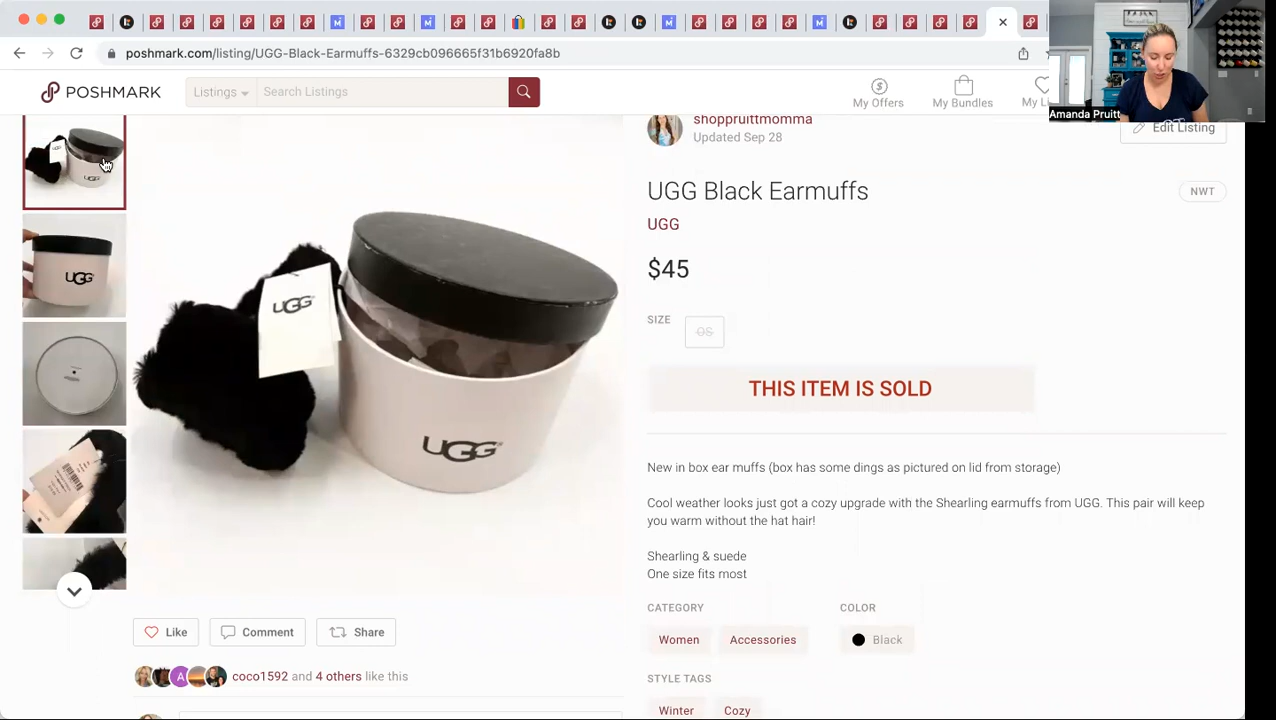 poshmark.com/listing/UGG-Black-Earmuffs-
POSHMARK
Listings
Search Listings
My Offers
My Bundles
My Li
Amanda Pruitt
shoppruittmomma
Updated Sep 28
Edit Listing
UGG Black Earmuffs
NWT
UGG
$45
SIZE
OS
THIS ITEM IS SOLD
New in box ear muffs (box has some dings as pictured on lid from storage)
Cool weather looks just got a cozy upgrade with the Shearling earmuffs from UGG. This pair will keep
you warm without the hat hair!
Shearling & suede
One size fits most
CATEGORY
COLOR
Women
Accessories
Black
STYLE TAGS
Winter
Cozy
UGG
UGG
UGG
UGG
UGG
Like
Comment
Share
A
coco1592 and 4 others like this